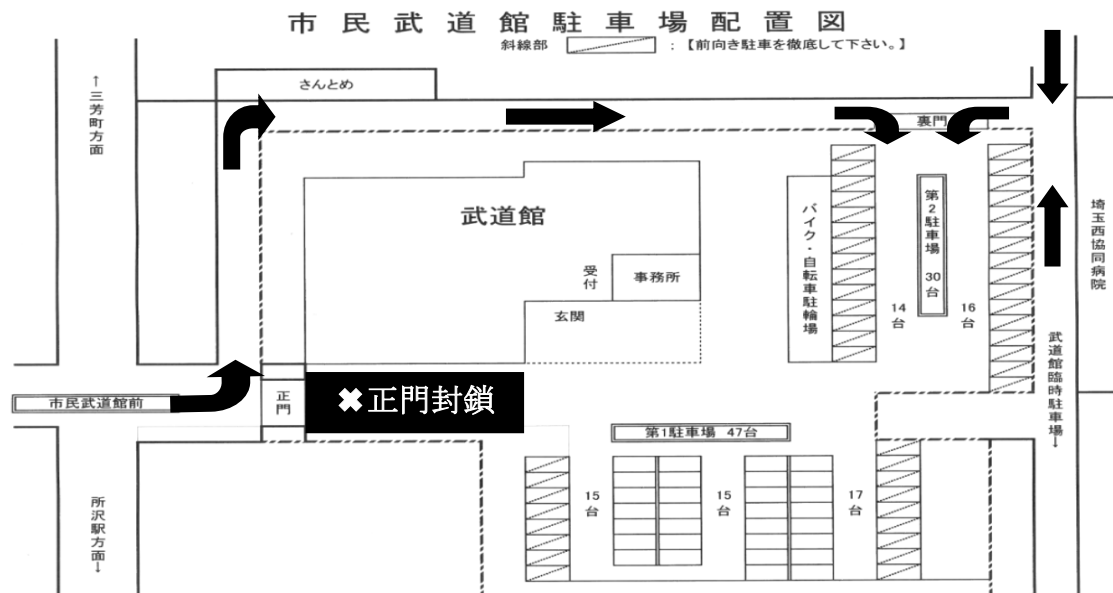 市民武道館駐車場配置図
斜線部 ：【前向き駐車を徹底して下さい。】
↑三芳町方面
さんとめ
裏門
武道館
受付
事務所
玄関
バイク・自転車駐輪場
第2駐車場 30台
14台
16台
埼玉西協同病院
武道館臨時駐車場↓
市民武道館前
正門
✖正門封鎖
第1駐車場 47台
15台
15台
17台
所沢駅方面↓